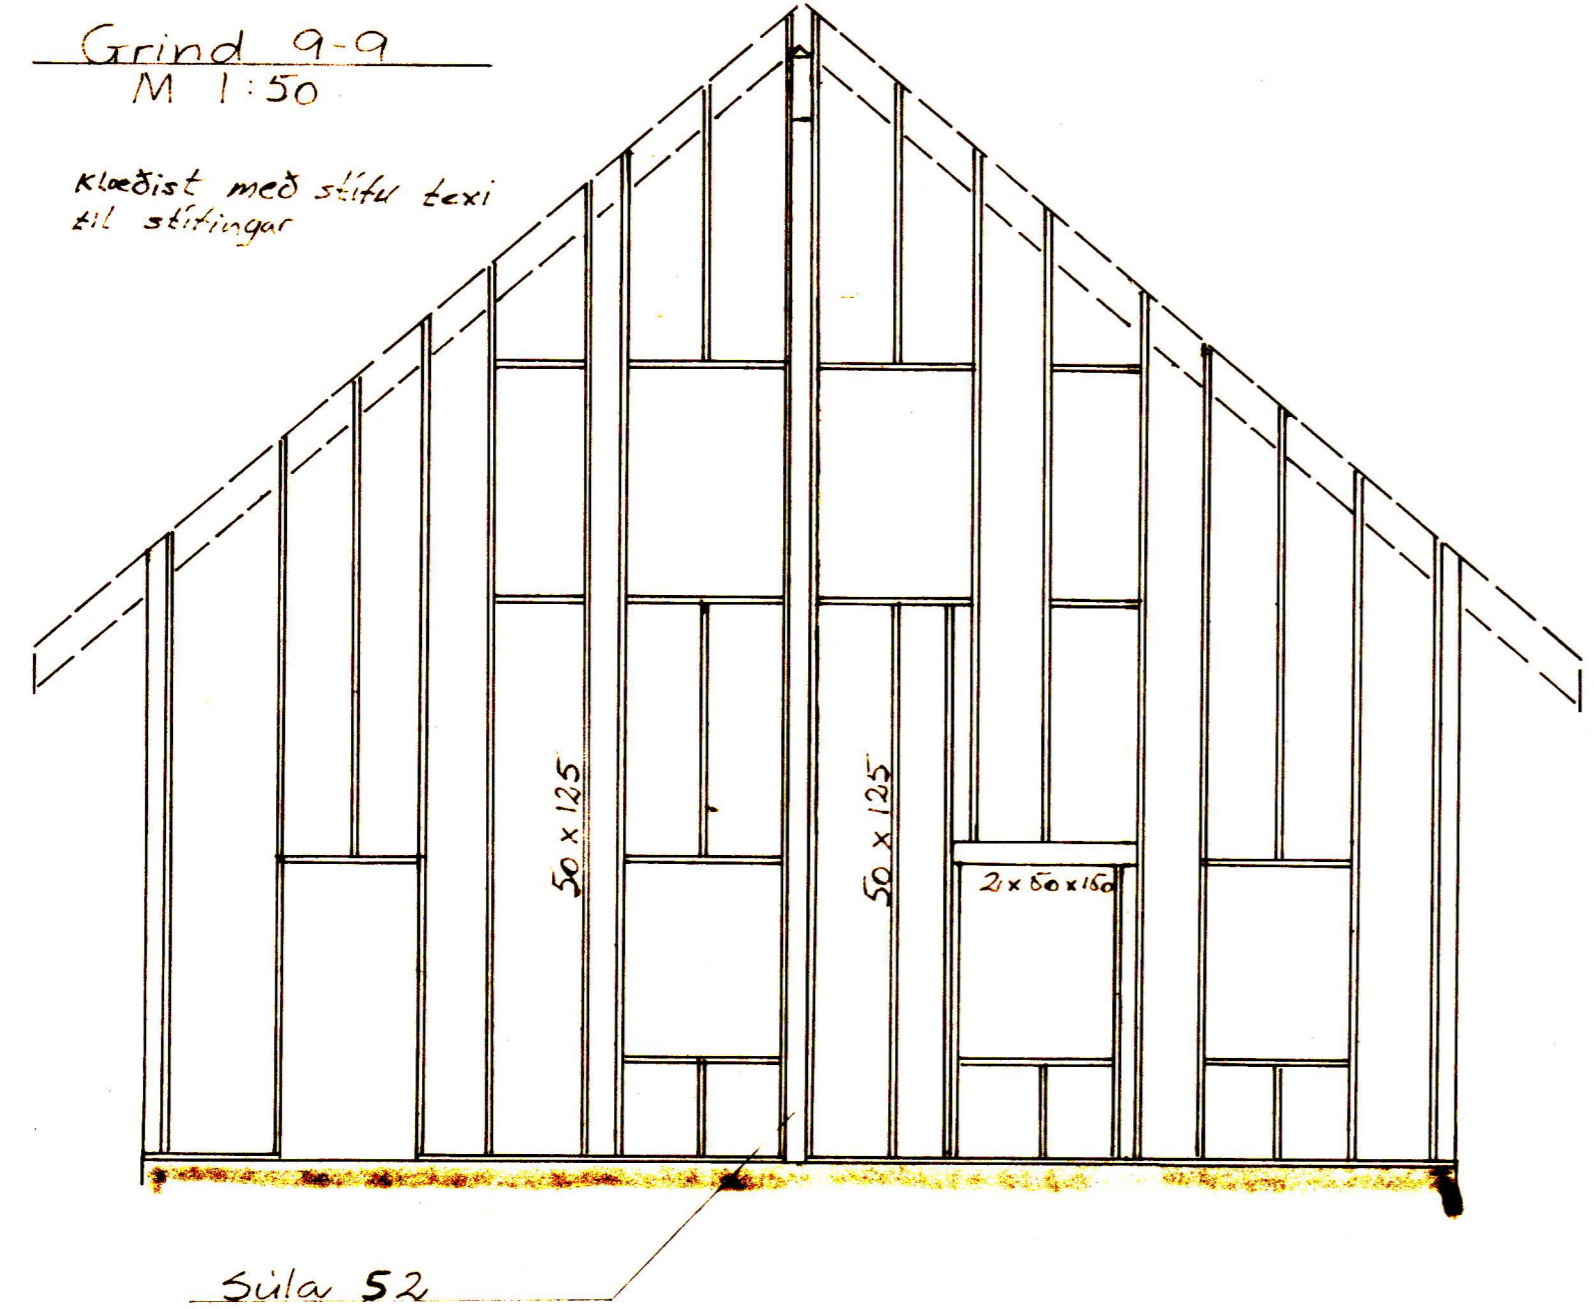 Grind 9-9
M 1:50
Klæðist með stífu texi
til stífingar
50 x 125
50 x 125
2 x 50 x 150
Súla S2